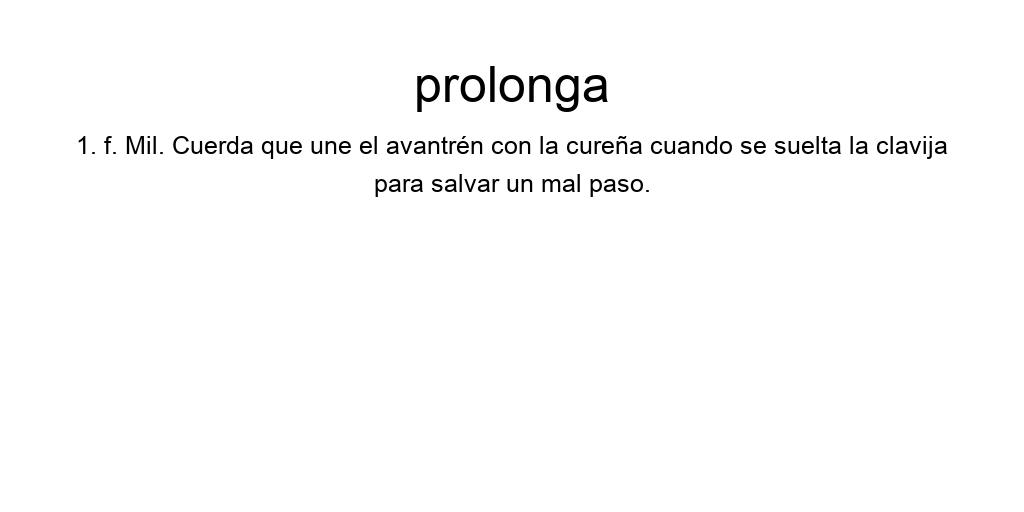 prolonga
1. f. Mil. Cuerda que une el avantrén con la cureña cuando se suelta la clavija
para salvar un mal paso.